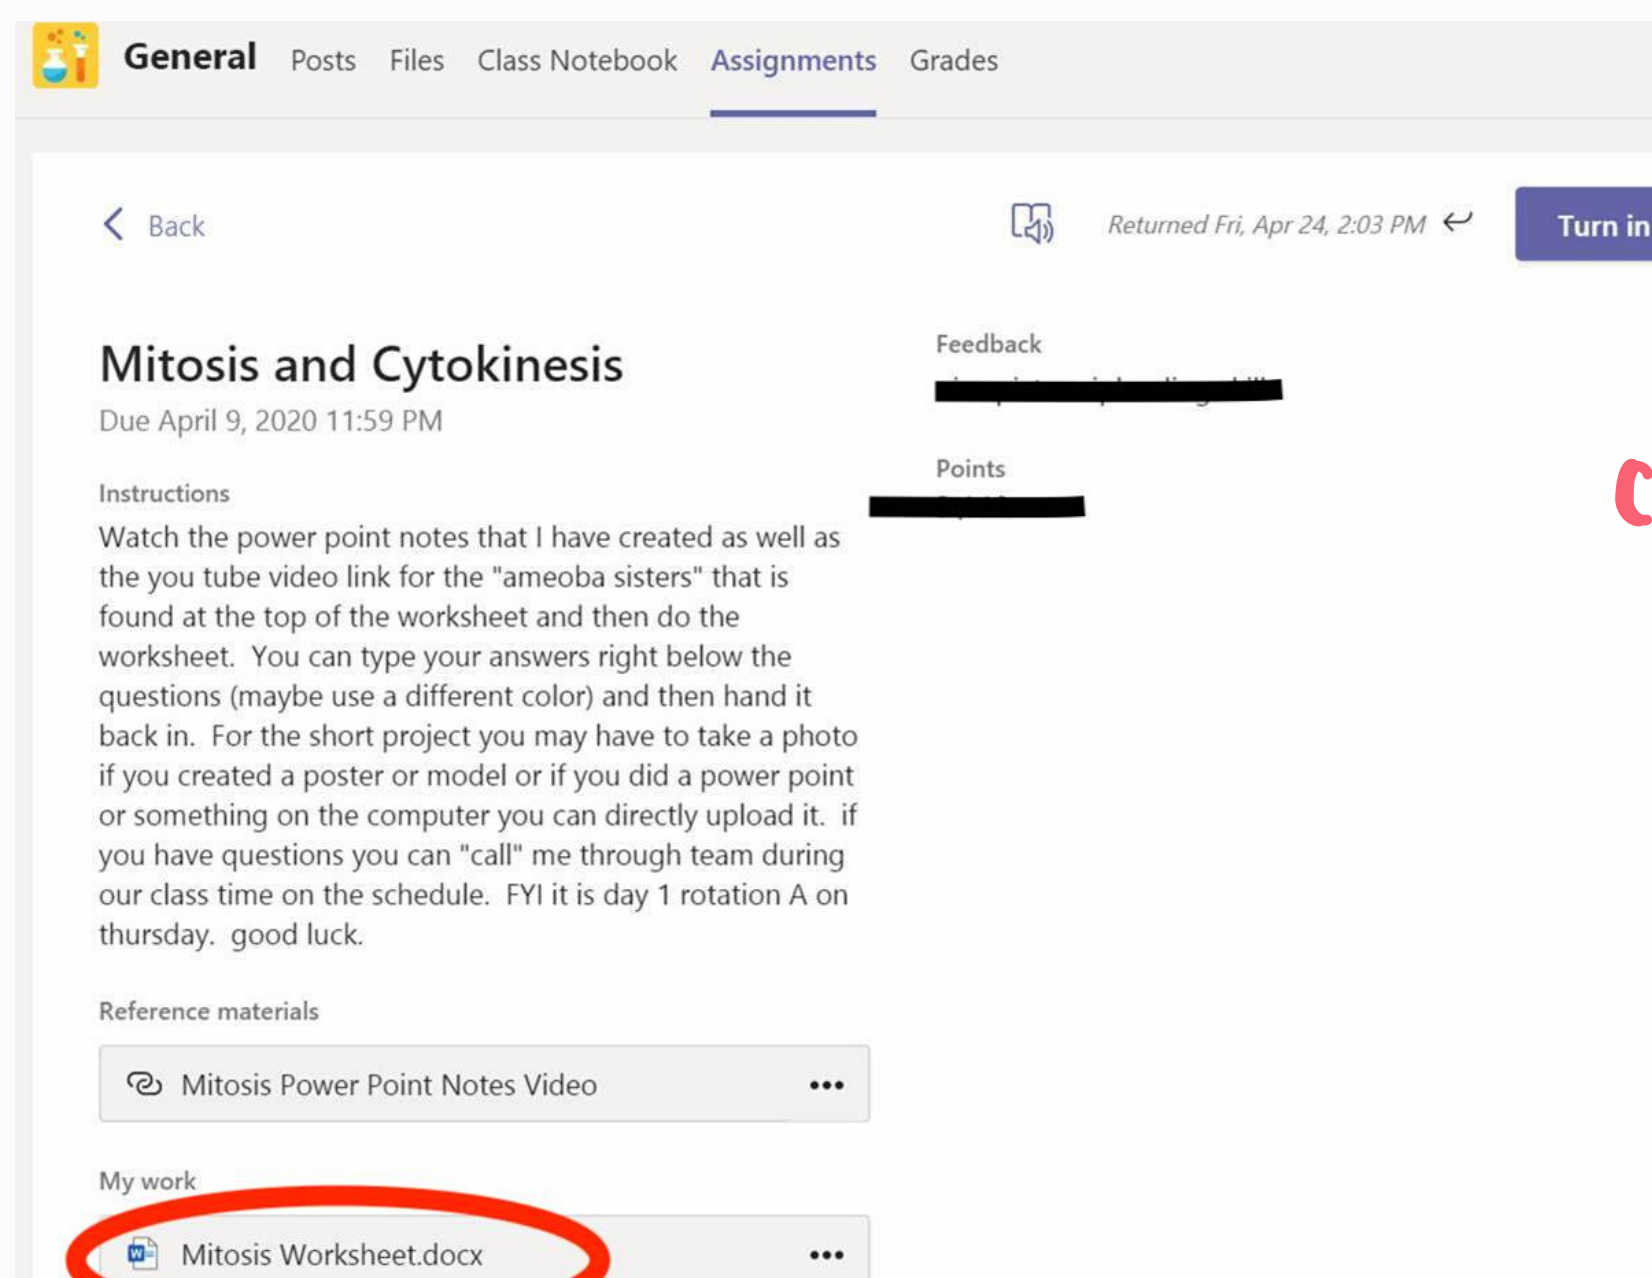 General Posts Files Class Notebook Assignments Grades
Back
Returned Fri, Apr 24, 2:03 PM
Turn in
Mitosis and Cytokinesis
Due April 9, 2020 11:59 PM
Instructions
Watch the power point notes that I have created as well as
the you tube video link for the "ameoba sisters" that is
found at the top of the worksheet and then do the
worksheet. You can type your answers right below the
questions (maybe use a different color) and then hand it
back in. For the short project you may have to take a photo
if you created a poster or model or if you did a power point
or something on the computer you can directly upload it. if
you have questions you can "call" me through team during
our class time on the schedule. FYI it is day 1 rotation A on
thursday. good luck.
Reference materials
Mitosis Power Point Notes Video
My work
Mitosis Worksheet.docx
Feedback
Points